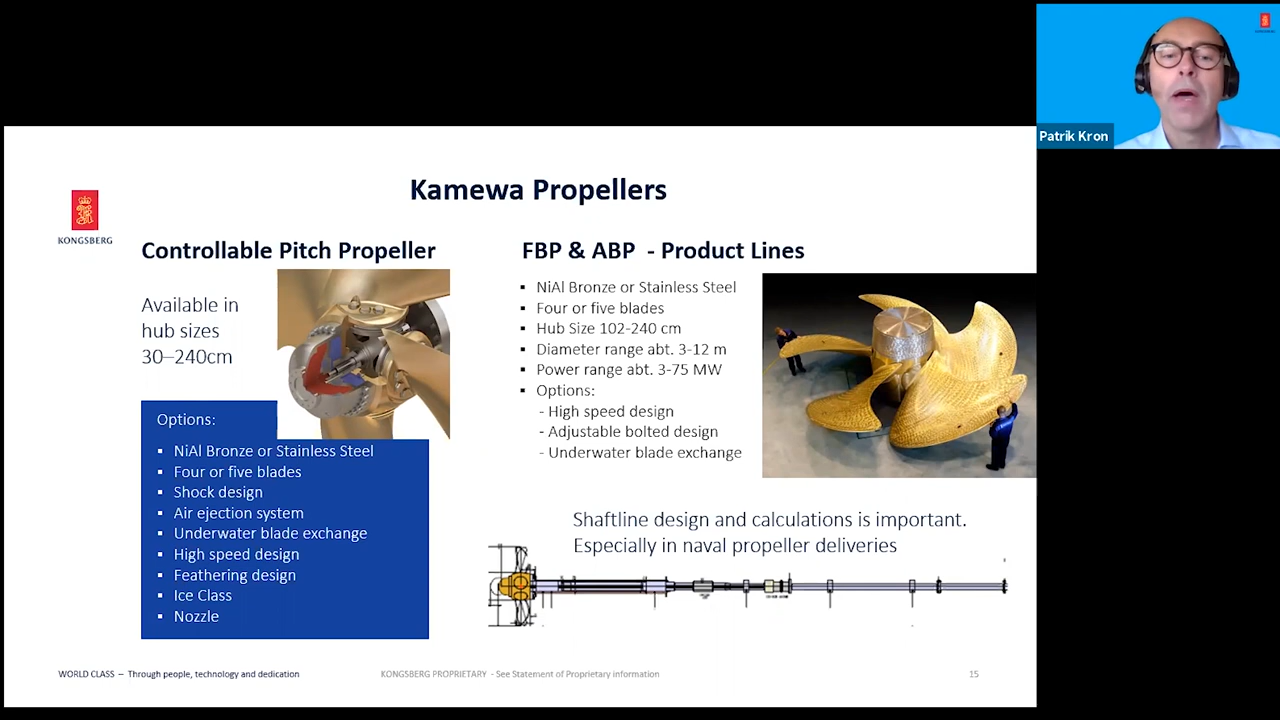 Patrik Kron
Kamewa Propellers
KONGSBERG
Controllable Pitch Propeller
Available in
hub sizes
30–240cm
Options:
▪ NiAl Bronze or Stainless Steel
▪ Four or five blades
▪ Shock design
▪ Air ejection system
▪ Underwater blade exchange
▪ High speed design
▪ Feathering design
▪ Ice Class
▪ Nozzle
FBP & ABP - Product Lines
▪ NiAl Bronze or Stainless Steel
▪ Four or five blades
▪ Hub Size 102-240 cm
▪ Diameter range abt. 3-12 m
▪ Power range abt. 3-75 MW
▪ Options:
- High speed design
- Adjustable bolted design
- Underwater blade exchange
Shaftline design and calculations is important.
Especially in naval propeller deliveries
WORLD CLASS – Through people, technology and dedication
KONGSBERG PROPRIETARY - See Statement of Proprietary information
15